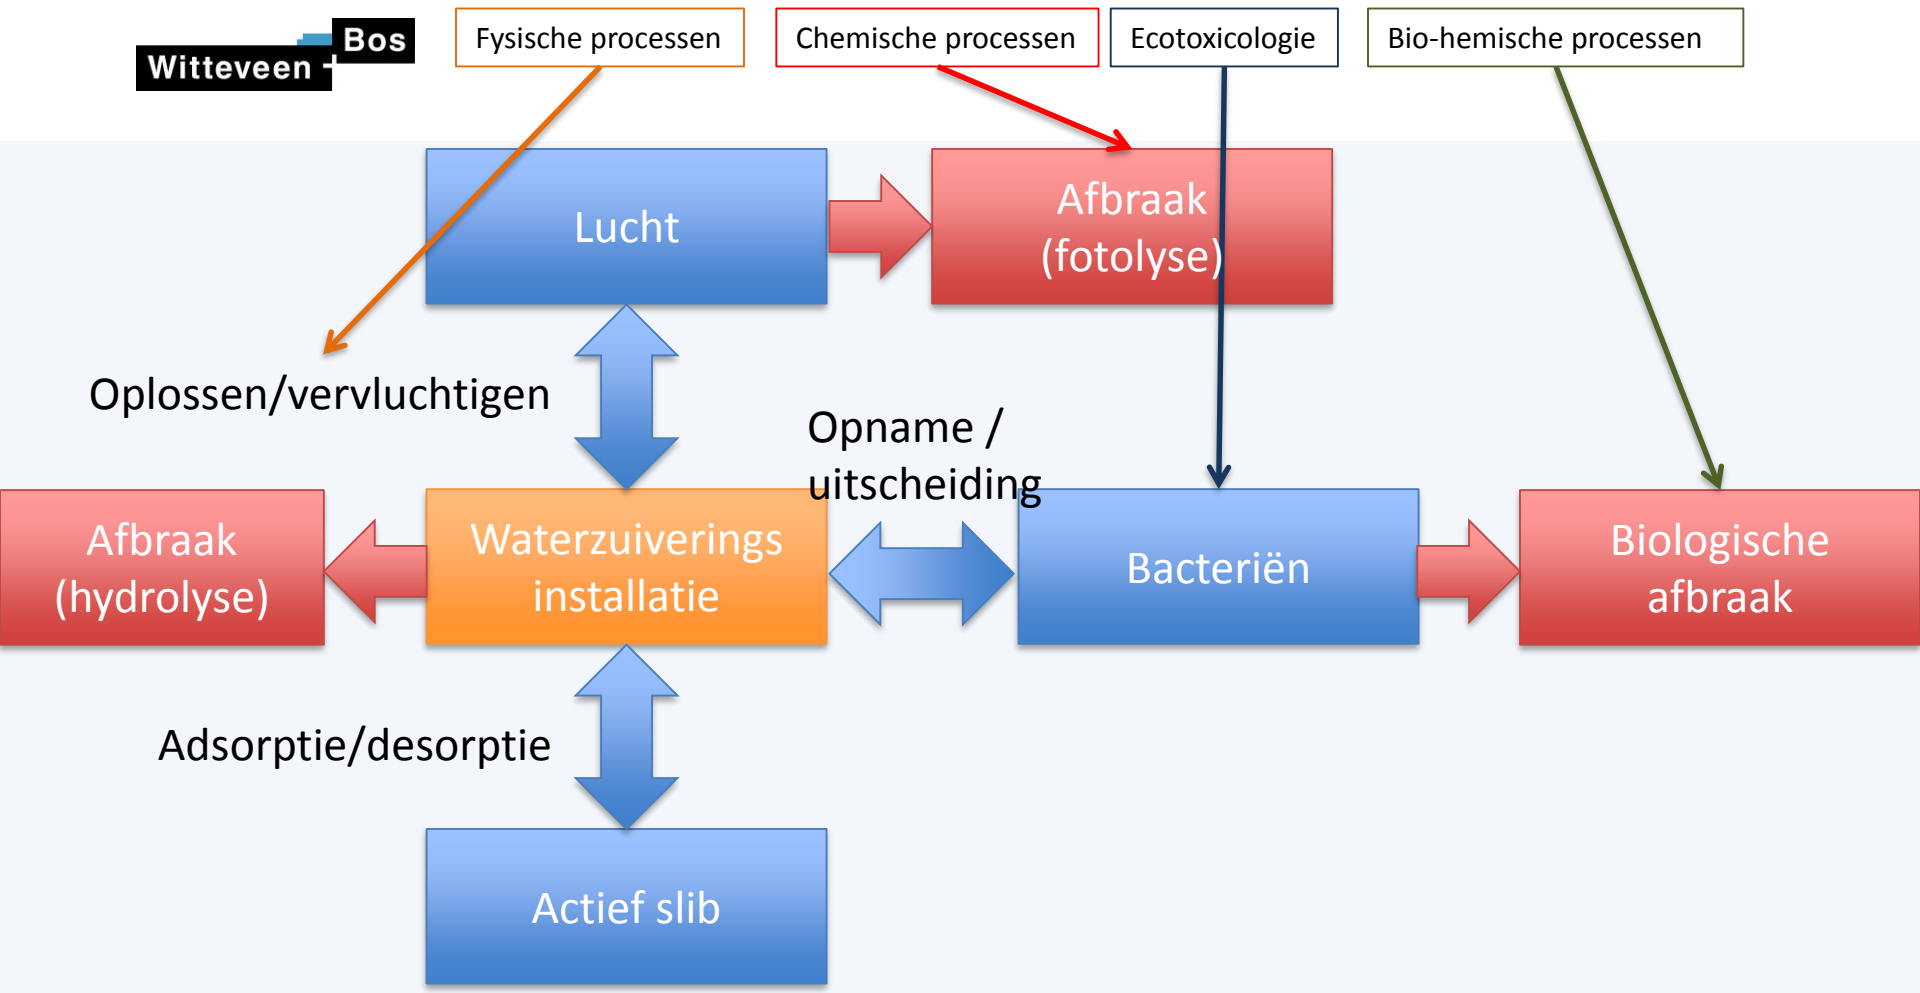 Witteveen + Bos
Fysische processen
Chemische processen
Ecotoxicologie
Bio-hemische processen
Lucht
Afbraak
(fotolyse)
Oplossen/vervluchtigen
Opname /
uitscheiding
Afbraak
(hydrolyse)
Waterzuiverings
installatie
Bacteriën
Biologische
afbraak
Adsorptie/desorptie
Actief slib